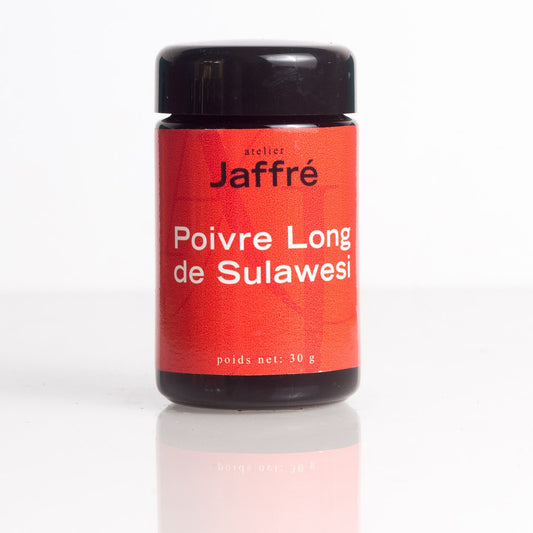 atelier
Jaffré
Poivre Long
de Sulawesi
poids net: 30 g